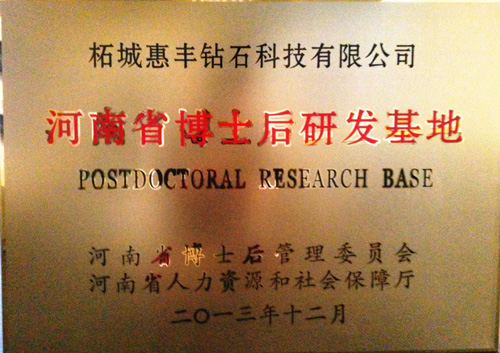 柘城惠丰钻石科技有限公司
河南省博士后研发基地
POSTDOCTORAL RESEARCH BASE
河南省博士后管理委员会
河南省人力资源和社会保障厅
二〇一三年十二月